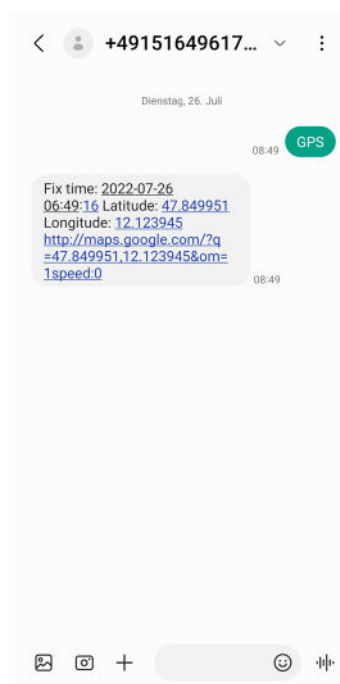 +49151649617...
Dienstag, 26. Juli
08:49 GPS
Fix time: 2022-07-26
06:49:16 Latitude: 47.849951
Longitude: 12.123945
http://maps.google.com/?q
=47.849951,12.123945&om=
1speed:0
08:49